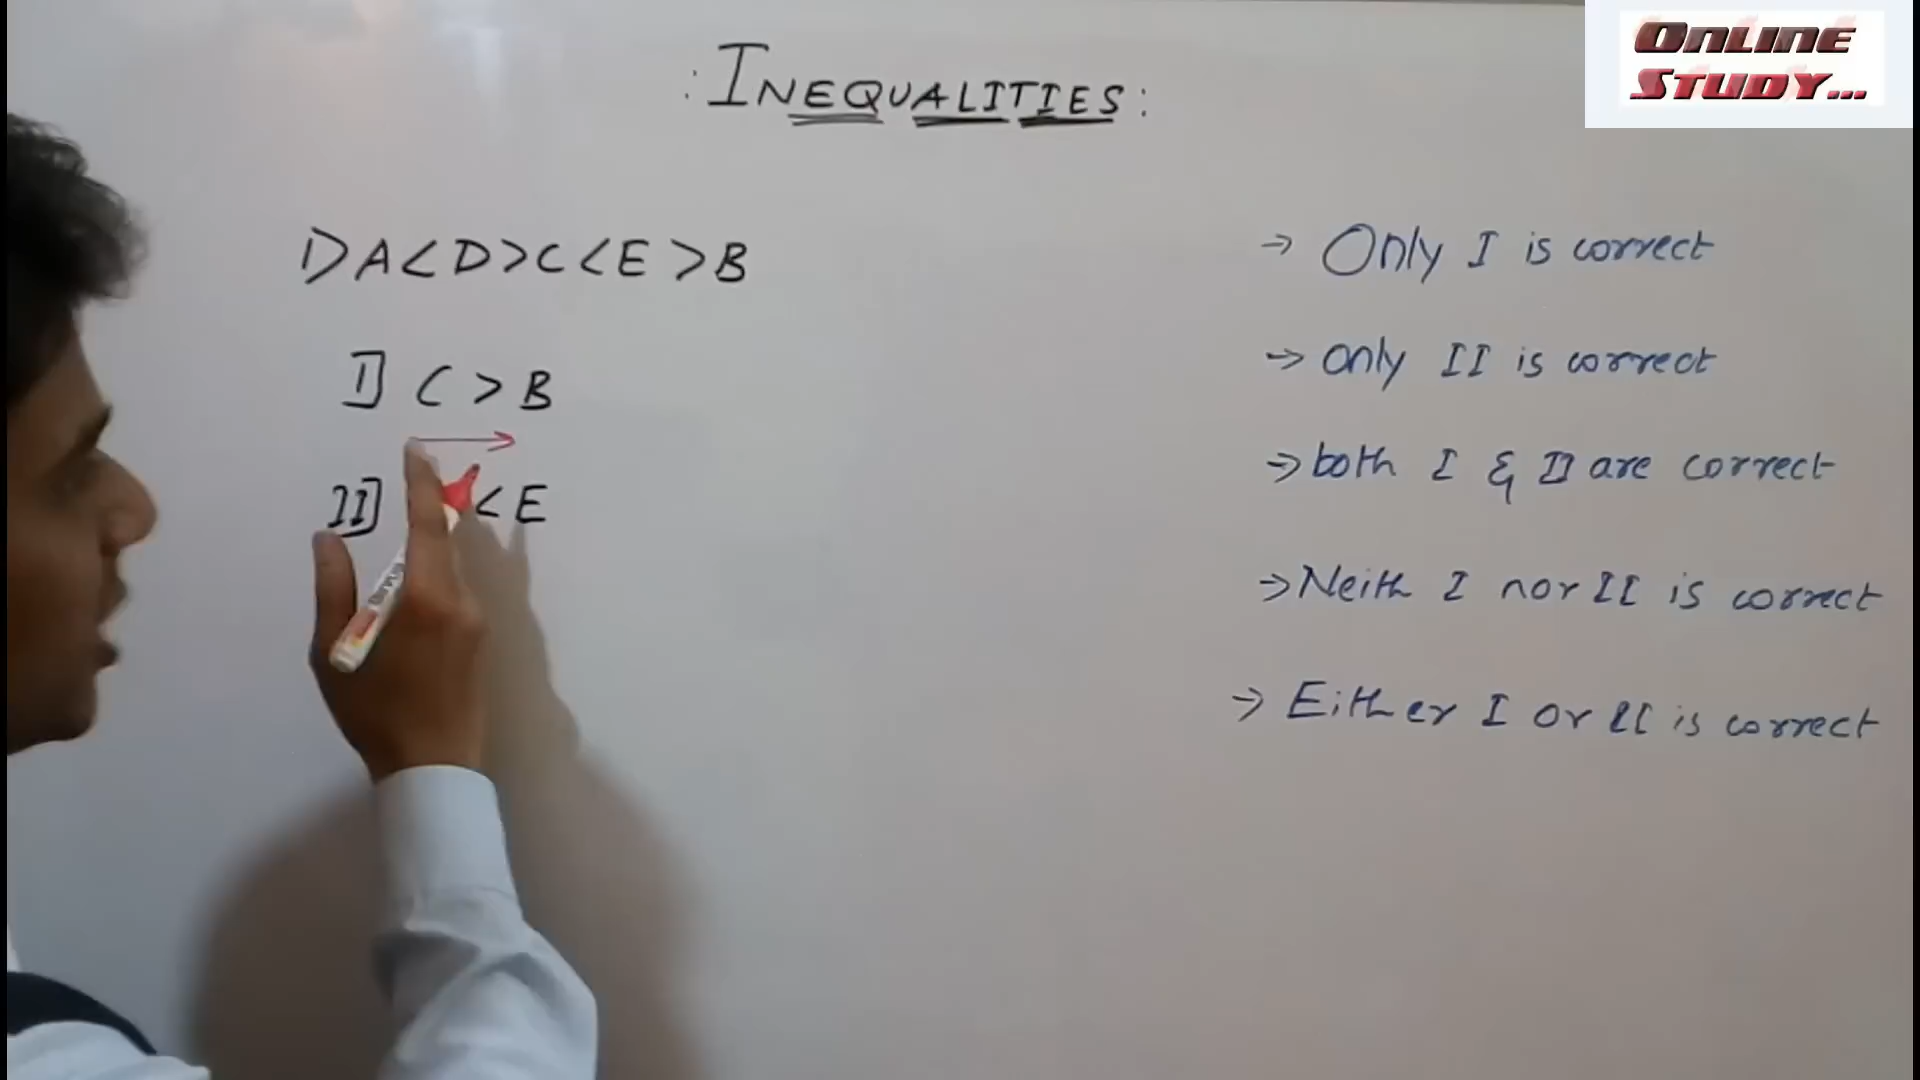 : INEQUALITIES :
ONLINE
STUDY...
1) A < D > C < E > B
I] C > B
II] < E
→ Only I is correct
→ Only II is correct
→ both I & II are correct
→ Neith I nor II is correct
→ Either I or II is correct